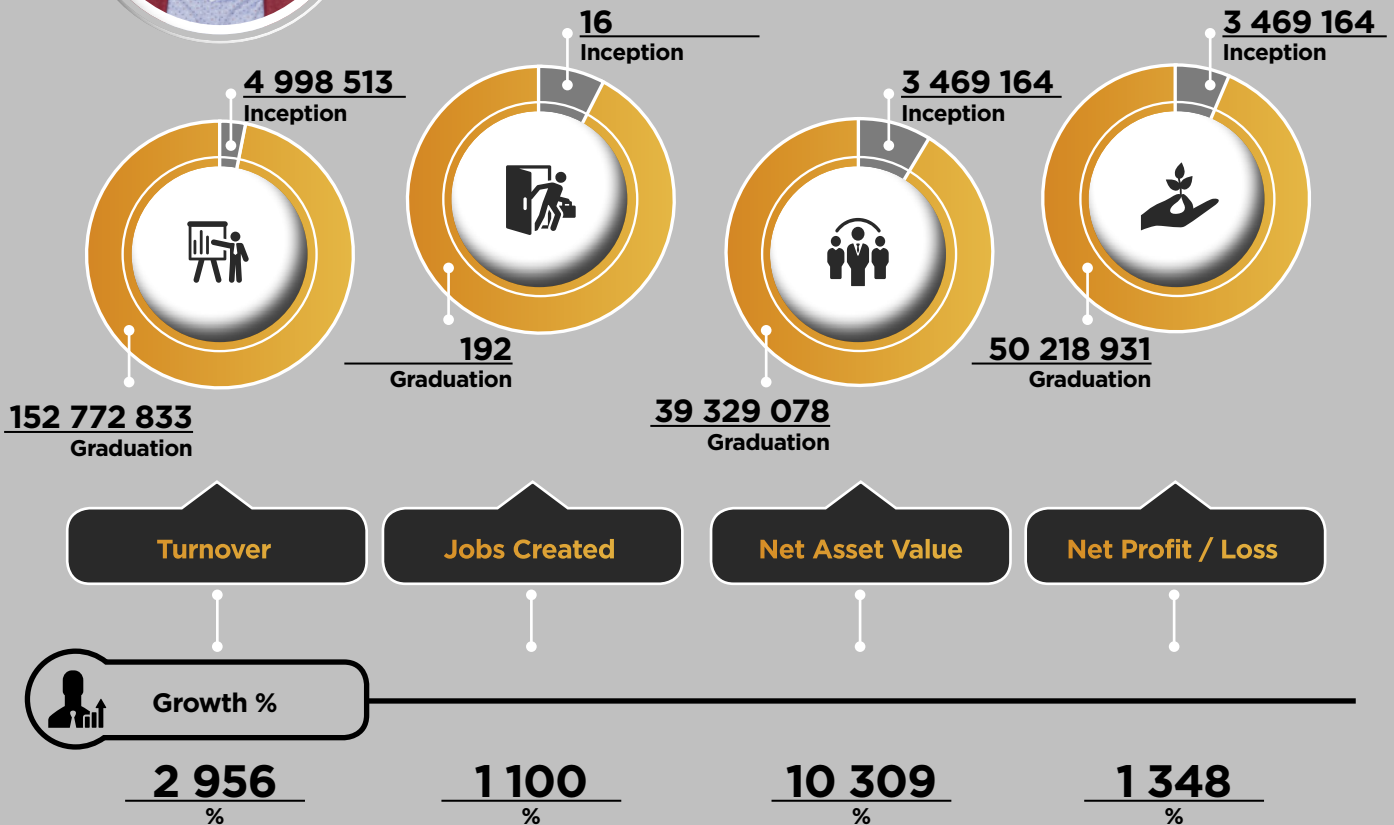 16
Inception
3 469 164
Inception
4 998 513
Inception
3 469 164
Inception
192
Graduation
50 218 931
Graduation
152 772 833
Graduation
39 329 078
Graduation
Turnover
Jobs Created
Net Asset Value
Net Profit / Loss
Growth %
2 956
%
1 100
%
10 309
%
1 348
%